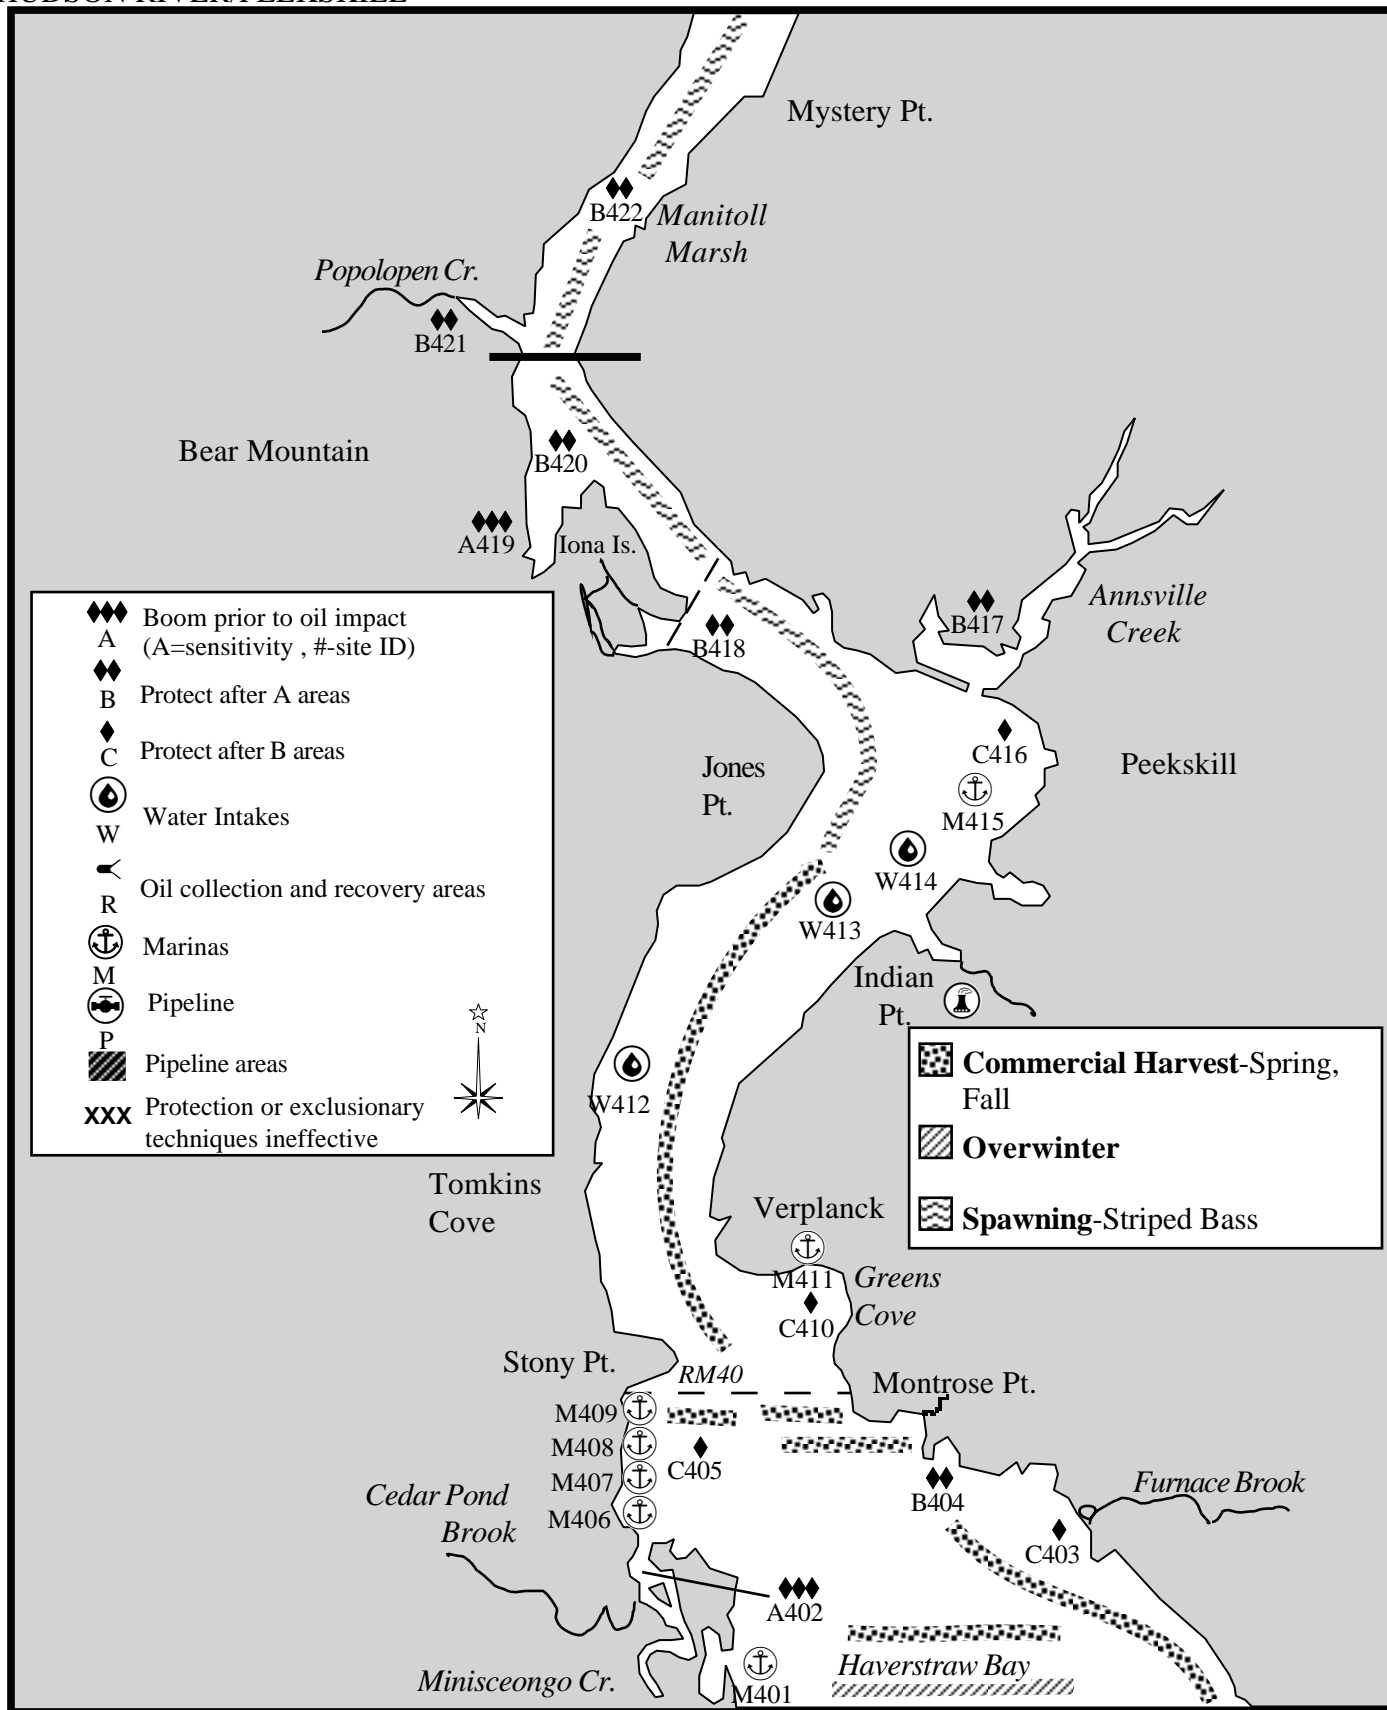 HUDSON RIVER/PEEKSKILL
Mystery Pt.
B422
Manitoll
Marsh
Popolopen Cr.
B421
Bear Mountain
B420
A419
Iona Is.
B418
B417
Annsville
Creek
C416
Jones
Pt.
Peekskill
M415
W414
W413
Indian
Pt.
A
Boom prior to oil impact
(A=sensitivity , #-site ID)
B
Protect after A areas
C
Protect after B areas
W
Water Intakes
R
Oil collection and recovery areas
Marinas
M
Pipeline
P
Pipeline areas
XXX
Protection or exclusionary
techniques ineffective
N
Commercial Harvest-Spring,
Fall
Overwinter
Spawning-Striped Bass
W412
Tomkins
Cove
Verplanck
M411
Greens
Cove
C410
Stony Pt.
RM40
Montrose Pt.
M409
M408
C405
M407
M406
Cedar Pond
Brook
B404
Furnace Brook
C403
A402
Haverstraw Bay
Minisceongo Cr.
M401